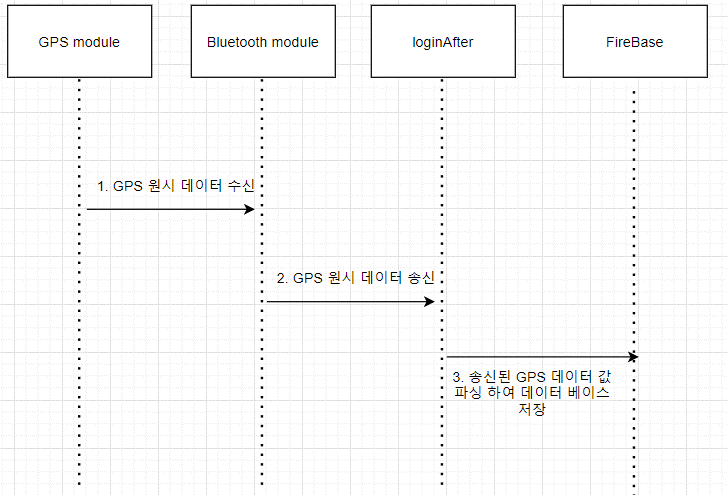 GPS module
Bluetooth module
loginAfter
FireBase
1. GPS 원시 데이터 수신
2. GPS 원시 데이터 송신
3. 송신된 GPS 데이터 값
파싱 하여 데이터 베이스
저장